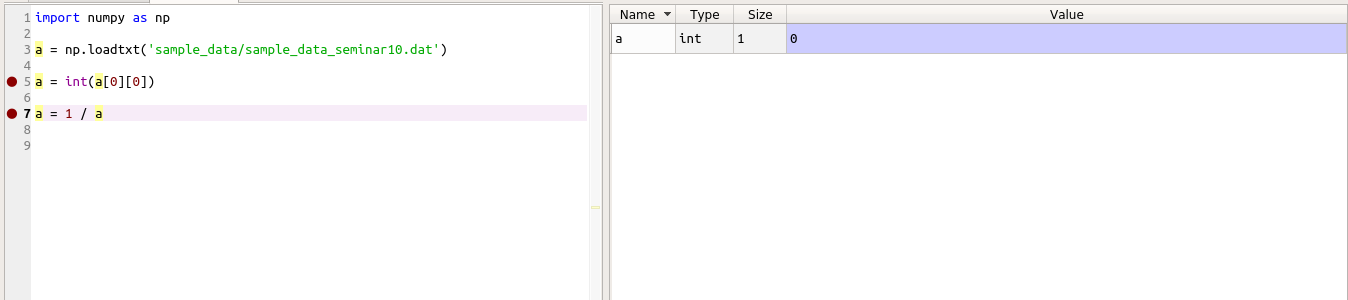 1 import numpy as np
2
3 a = np.loadtxt('sample_data/sample_data_seminar10.dat')
4
5 a = int(a[0][0])
6
7 a = 1 / a
8
9
Name Type Size Value
a int 1 0